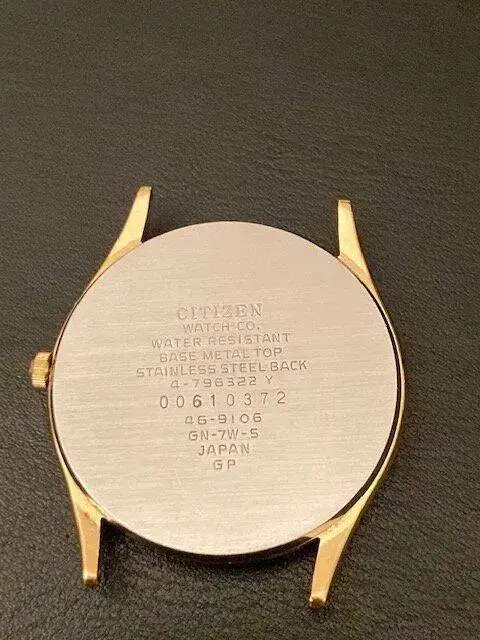 CITIZEN
WATCH CO.
WATER RESISTANT
BASE METAL TOP
STAINLESS STEEL BACK
4-796322 Y
00610372
46-9106
GN-7W-S
JAPAN
GP